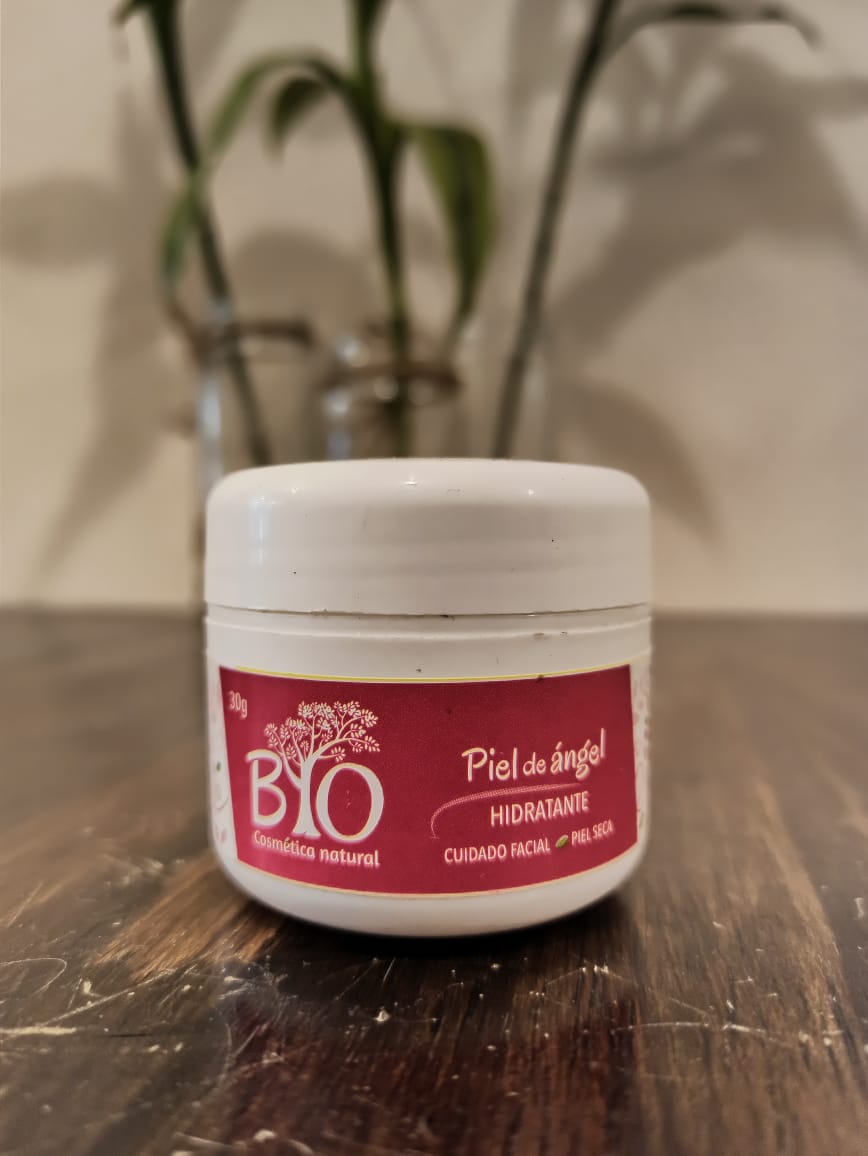 30g
BIO
Cosmética natural
Piel de ángel
HIDRATANTE
CUIDADO FACIAL PIEL SECA